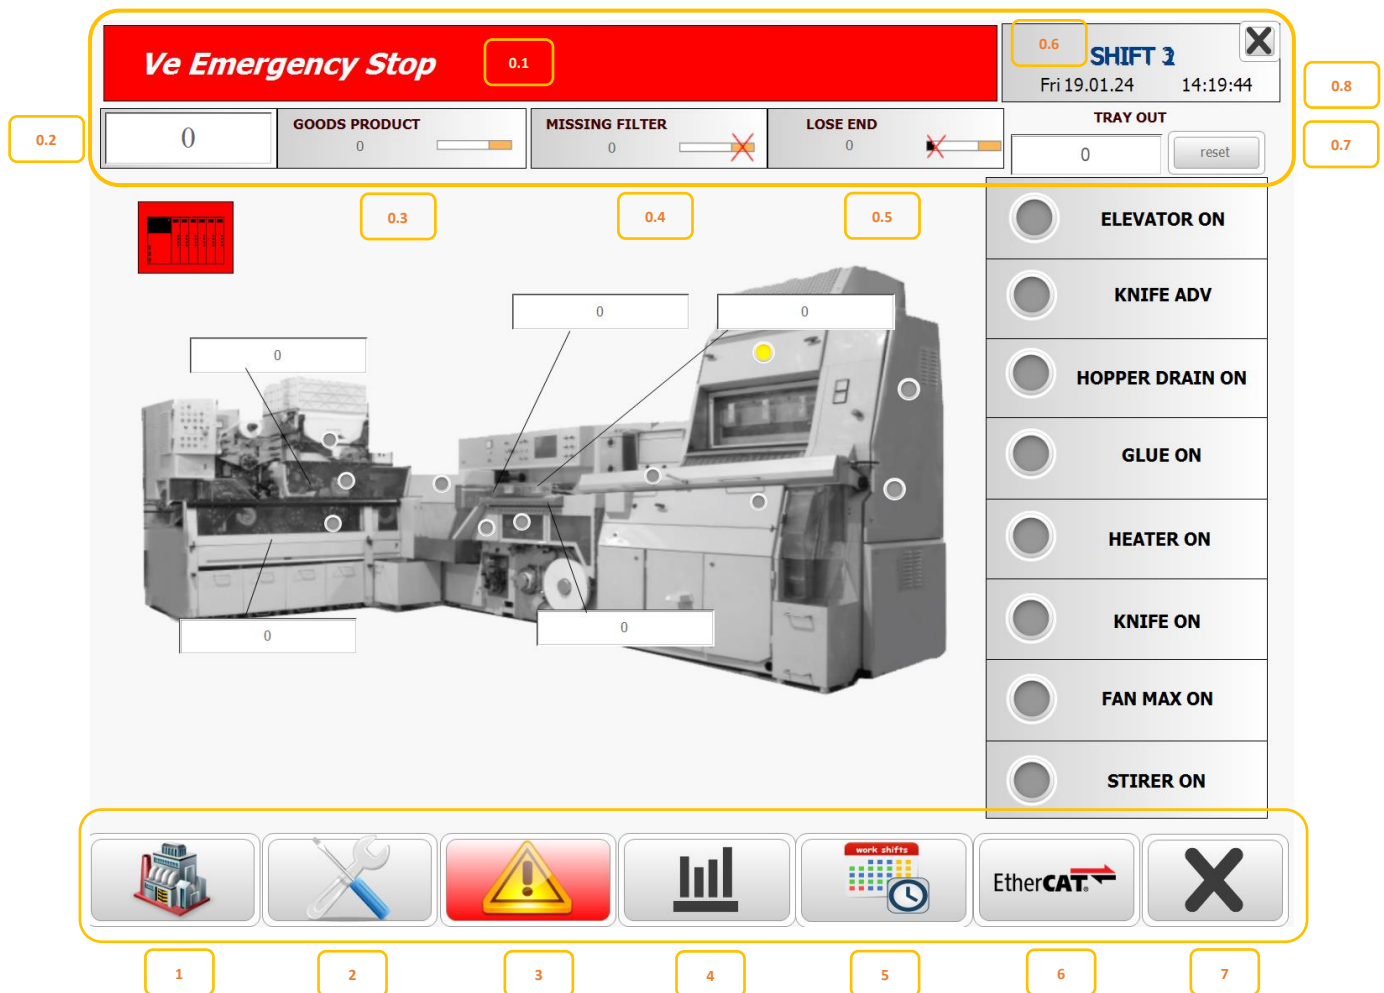 Ve Emergency Stop
0.1
0.6
SHIFT
Fri 19.01.24 14:19:44
0.8
0.2
0
GOODS PRODUCT
0
MISSING FILTER
0
LOSE END
0
TRAY OUT
0
reset
0.7
0.3
0.4
0.5
ELEVATOR ON
KNIFE ADV
HOPPER DRAIN ON
GLUE ON
HEATER ON
KNIFE ON
FAN MAX ON
STIRER ON
0
0
0
0
0
work shifts
EtherCAT
1
2
3
4
5
6
7